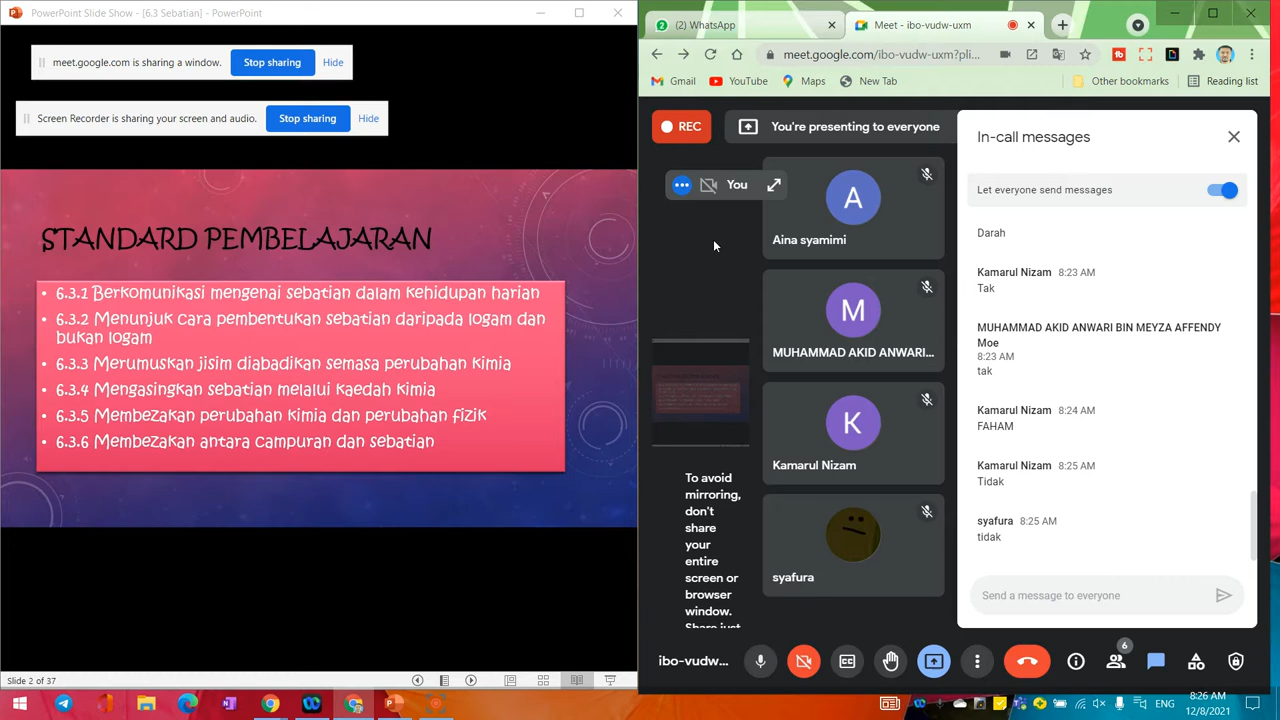 PowerPoint Slide Show - [6.3 Sebatian] - PowerPoint
meet.google.com is sharing a window.
Stop sharing
Hide
Screen Recorder is sharing your screen and audio.
Stop sharing
Hide
STANDARD PEMBELAJARAN
• 6.3.1 Berkomunikasi mengenai sebatian dalam kehidupan harian
• 6.3.2 Menunjuk cara pembentukan sebatian daripada logam dan
bukan logam
• 6.3.3 Merumuskan jisim diabadikan semasa perubahan kimia
• 6.3.4 Mengasingkan sebatian melalui kaedah kimia
• 6.3.5 Membezakan perubahan kimia dan perubahan fizik
• 6.3.6 Membezakan antara campuran dan sebatian
Slide 2 of 37
(2) WhatsApp
Meet - ibo-vudw-uxm
meet.google.com/ibo-vudw-uxm?pli...
Gmail
YouTube
Maps
New Tab
Other bookmarks
Reading list
REC
You're presenting to everyone
You
To avoid
mirroring,
don't
share
your
entire
screen or
browser
window.
Share just
A
Aina syamimi
M
MUHAMMAD AKID ANWARI...
K
Kamarul Nizam
syafura
In-call messages
Let everyone send messages
Darah
Kamarul Nizam 8:23 AM
Tak
MUHAMMAD AKID ANWARI BIN MEYZA AFFENDY
Moe
8:23 AM
tak
Kamarul Nizam 8:24 AM
FAHAM
Kamarul Nizam 8:25 AM
Tidak
syafura 8:25 AM
tidak
Send a message to everyone
ibo-vudw...
6
ENG
8:26 AM
12/8/2021